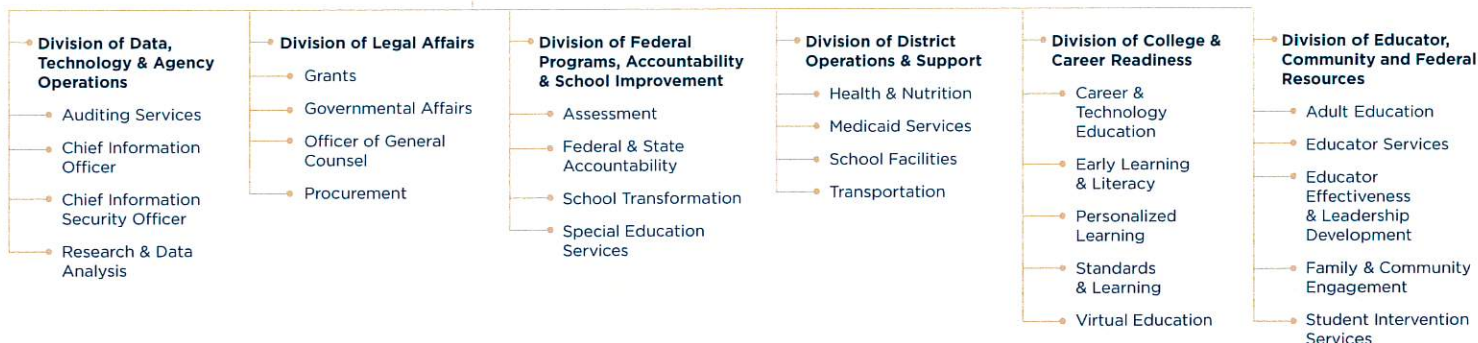 Division of Data,
Technology & Agency
Operations
Auditing Services
Chief Information
Officer
Chief Information
Security Officer
Research & Data
Analysis
Division of Legal Affairs
Grants
Governmental Affairs
Officer of General
Counsel
Procurement
Division of Federal
Programs, Accountability
& School Improvement
Assessment
Federal & State
Accountability
School Transformation
Special Education
Services
Division of District
Operations & Support
Health & Nutrition
Medicaid Services
School Facilities
Transportation
Division of College &
Career Readiness
Career &
Technology
Education
Early Learning
& Literacy
Personalized
Learning
Standards
& Learning
Virtual Education
Division of Educator,
Community and Federal
Resources
Adult Education
Educator Services
Educator
Effectiveness
& Leadership
Development
Family & Community
Engagement
Student Intervention
Services